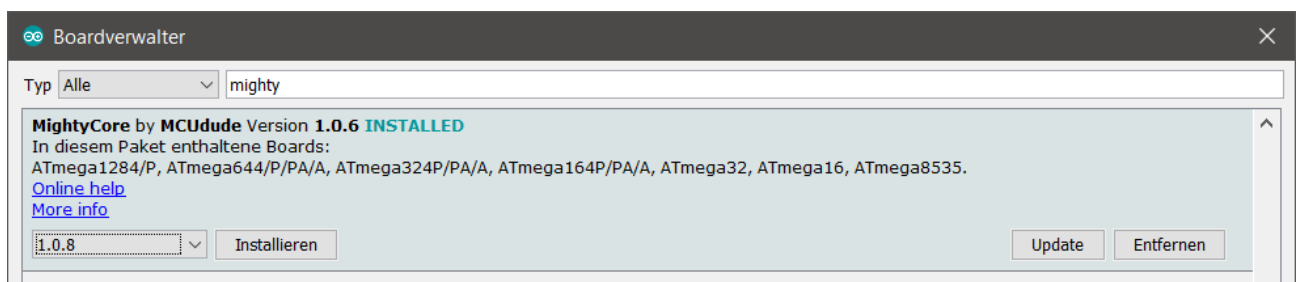 Boardverwalter
Typ Alle mighty
MightyCore by MCUdude Version 1.0.6 INSTALLED
In diesem Paket enthaltene Boards:
ATmega1284/P, ATmega644/P/PA/A, ATmega324P/PA/A, ATmega164P/PA/A, ATmega32, ATmega16, ATmega8535.
Online help
More info
1.0.8 Installieren Update Entfernen